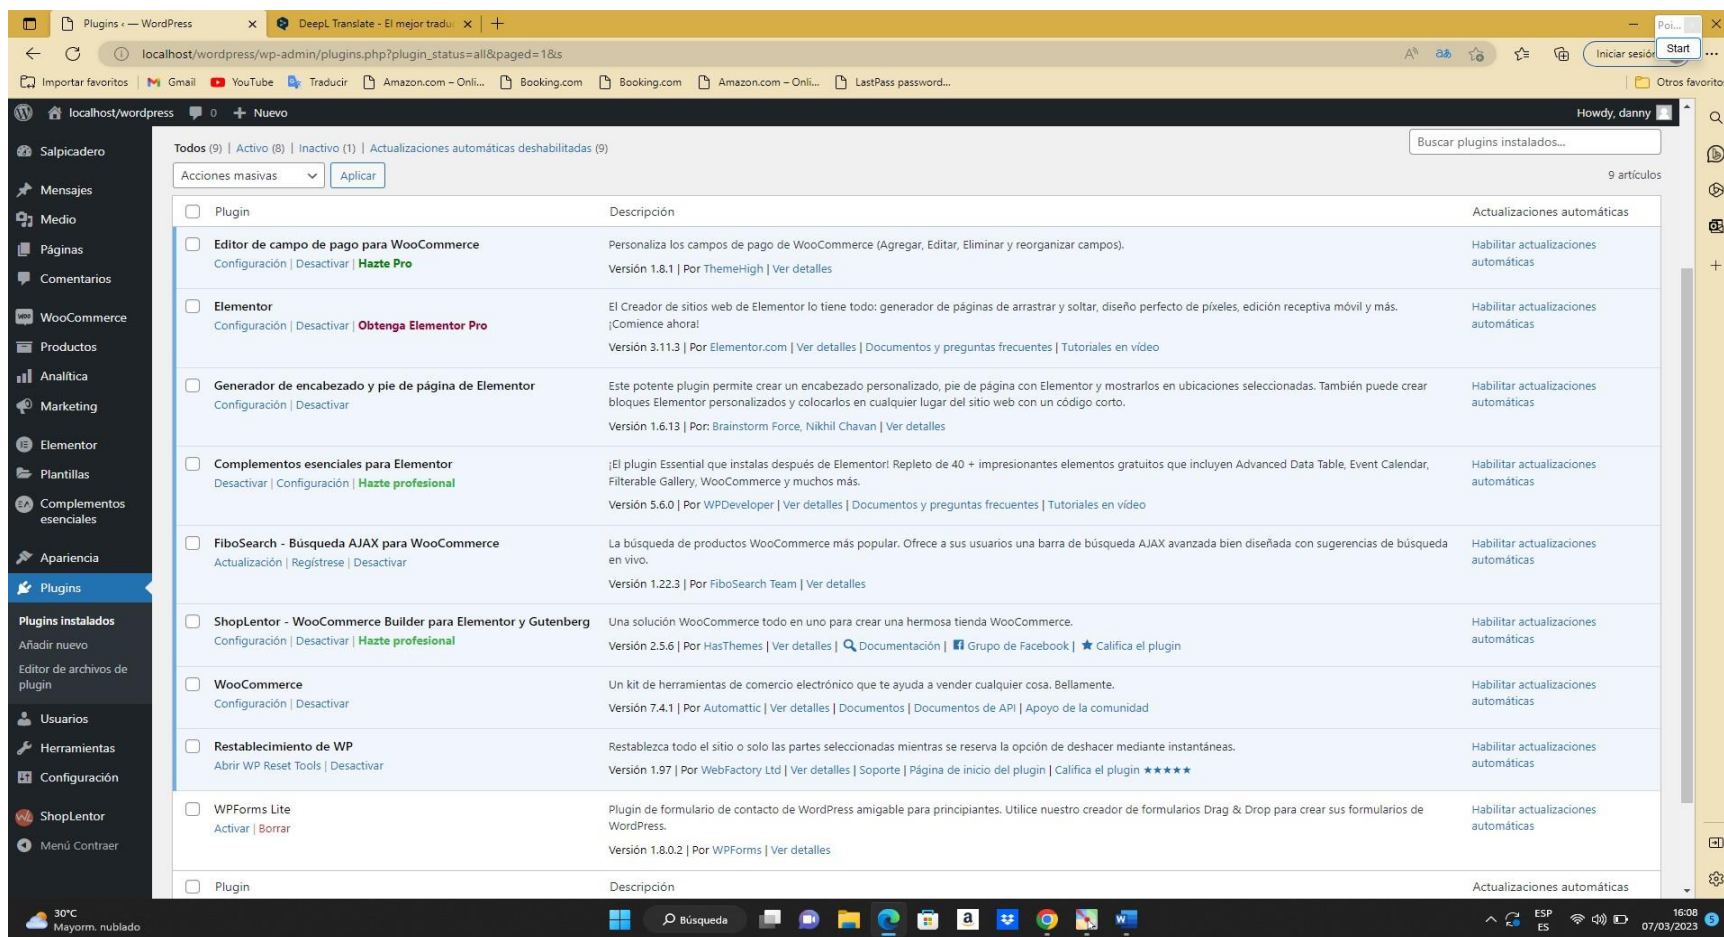 Plugins ‹ — WordPress
DeepL Translate - El mejor tradu
Poi...
Start
localhost/wordpress/wp-admin/plugins.php?plugin_status=all&paged=1&s
Iniciar sesión
Importar favoritos
Gmail
YouTube
Traducir
Amazon.com – Onli...
Booking.com
Booking.com
Amazon.com – Onli...
LastPass password...
Otros favoritos
localhost/wordpress
0
Nuevo
Howdy, danny
Salpicadero
Mensajes
Medio
Páginas
Comentarios
WooCommerce
Productos
Analítica
Marketing
Elementor
Plantillas
Complementos
esenciales
Apariencia
Plugins
Plugins instalados
Añadir nuevo
Editor de archivos de
plugin
Usuarios
Herramientas
Configuración
ShopLentor
Menú Contraer
Todos (9) | Activo (8) | Inactivo (1) | Actualizaciones automáticas deshabilitadas (9)
Buscar plugins instalados...
Acciones masivas
Aplicar
9 artículos
Plugin
Descripción
Actualizaciones automáticas
Editor de campo de pago para WooCommerce
Configuración | Desactivar | Hazte Pro
Personaliza los campos de pago de WooCommerce (Agregar, Editar, Eliminar y reorganizar campos).
Versión 1.8.1 | Por ThemeHigh | Ver detalles
Habilitar actualizaciones
automáticas
Elementor
Configuración | Desactivar | Obtenga Elementor Pro
El Creador de sitios web de Elementor lo tiene todo: generador de páginas de arrastrar y soltar, diseño perfecto de píxeles, edición receptiva móvil y más.
¡Comience ahora!
Versión 3.11.3 | Por Elementor.com | Ver detalles | Documentos y preguntas frecuentes | Tutoriales en vídeo
Habilitar actualizaciones
automáticas
Generador de encabezado y pie de página de Elementor
Configuración | Desactivar
Este potente plugin permite crear un encabezado personalizado, pie de página con Elementor y mostrarlos en ubicaciones seleccionadas. También puede crear
bloques Elementor personalizados y colocarlos en cualquier lugar del sitio web con un código corto.
Versión 1.6.13 | Por: Brainstorm Force, Nikhil Chavan | Ver detalles
Habilitar actualizaciones
automáticas
Complementos esenciales para Elementor
Desactivar | Configuración | Hazte profesional
¡El plugin Essential que instalas después de Elementor! Repleto de 40 + impresionantes elementos gratuitos que incluyen Advanced Data Table, Event Calendar,
Filterable Gallery, WooCommerce y muchos más.
Versión 5.6.0 | Por WPDeveloper | Ver detalles | Documentos y preguntas frecuentes | Tutoriales en vídeo
Habilitar actualizaciones
automáticas
FiboSearch - Búsqueda AJAX para WooCommerce
Actualización | Regístrese | Desactivar
La búsqueda de productos WooCommerce más popular. Ofrece a sus usuarios una barra de búsqueda AJAX avanzada bien diseñada con sugerencias de búsqueda
en vivo.
Versión 1.22.3 | Por FiboSearch Team | Ver detalles
Habilitar actualizaciones
automáticas
ShopLentor - WooCommerce Builder para Elementor y Gutenberg
Configuración | Desactivar | Hazte profesional
Una solución WooCommerce todo en uno para crear una hermosa tienda WooCommerce.
Versión 2.5.6 | Por HasThemes | Ver detalles | Documentación | Grupo de Facebook | Califica el plugin
Habilitar actualizaciones
automáticas
WooCommerce
Configuración | Desactivar
Un kit de herramientas de comercio electrónico que te ayuda a vender cualquier cosa. Bellamente.
Versión 7.4.1 | Por Automattic | Ver detalles | Documentos | Documentos de API | Apoyo de la comunidad
Habilitar actualizaciones
automáticas
Restablecimiento de WP
Abrir WP Reset Tools | Desactivar
Restablezca todo el sitio o solo las partes seleccionadas mientras se reserva la opción de deshacer mediante instantáneas.
Versión 1.97 | Por WebFactory Ltd | Ver detalles | Soporte | Página de inicio del plugin | Califica el plugin ★★★★★
Habilitar actualizaciones
automáticas
WPForms Lite
Activar | Borrar
Plugin de formulario de contacto de WordPress amigable para principiantes. Utilice nuestro creador de formularios Drag & Drop para crear sus formularios de
WordPress.
Versión 1.8.0.2 | Por WPForms | Ver detalles
Habilitar actualizaciones
automáticas
Plugin
Descripción
Actualizaciones automáticas
30°C
Mayorm. nublado
Búsqueda
ESP
ES
16:08
07/03/2023
5